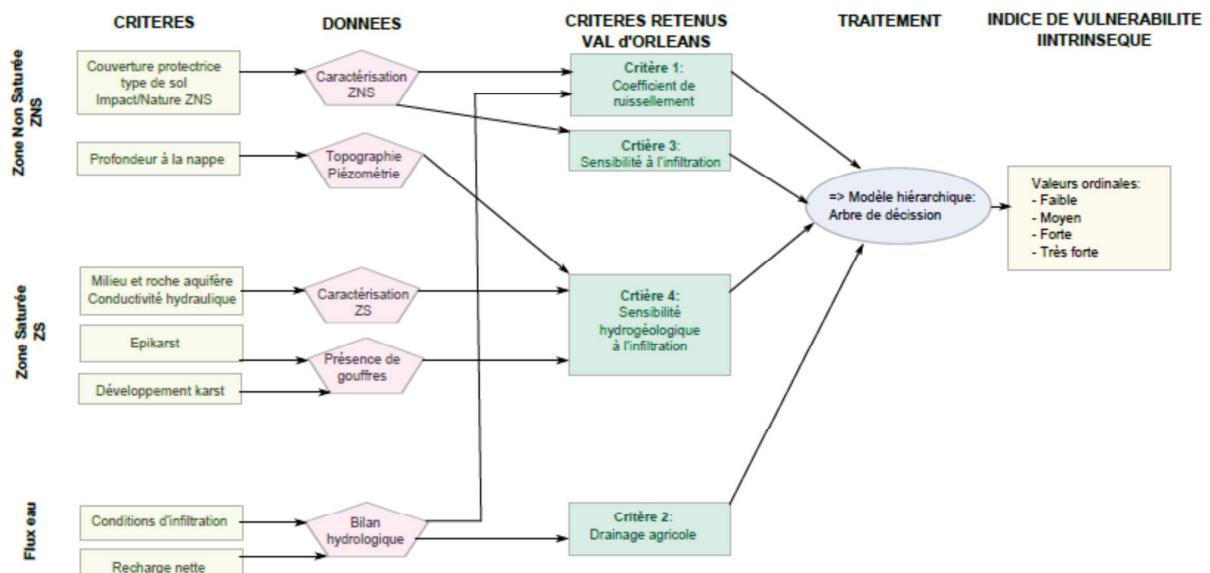 CRITERES
DONNEES
CRITERES RETENUS
VAL d'ORLEANS
TRAITEMENT
INDICE DE VULNERABILITE
IINTRINSEQUE
Zone Non Saturée
ZNS
Couverture protectrice
type de sol
Impact/Nature ZNS
Caractérisation
ZNS
Critère 1:
Coefficient de
ruissellement
Profondeur à la nappe
Topographie
Piézométrie
Crtière 3:
Sensibilité à l'infiltration
=> Modèle hiérarchique:
Arbre de décission
Valeurs ordinales:
- Faible
- Moyen
- Forte
- Très forte
Zone Saturée
ZS
Milieu et roche aquifère
Conductivité hydraulique
Caractérisation
ZS
Crtière 4:
Sensibilité
hydrogéologique
à l'infiltration
Epikarst
Présence de
gouffres
Développement karst
Flux eau
Conditions d'infiltration
Bilan
hydrologique
Critère 2:
Drainage agricole
Recharge nette